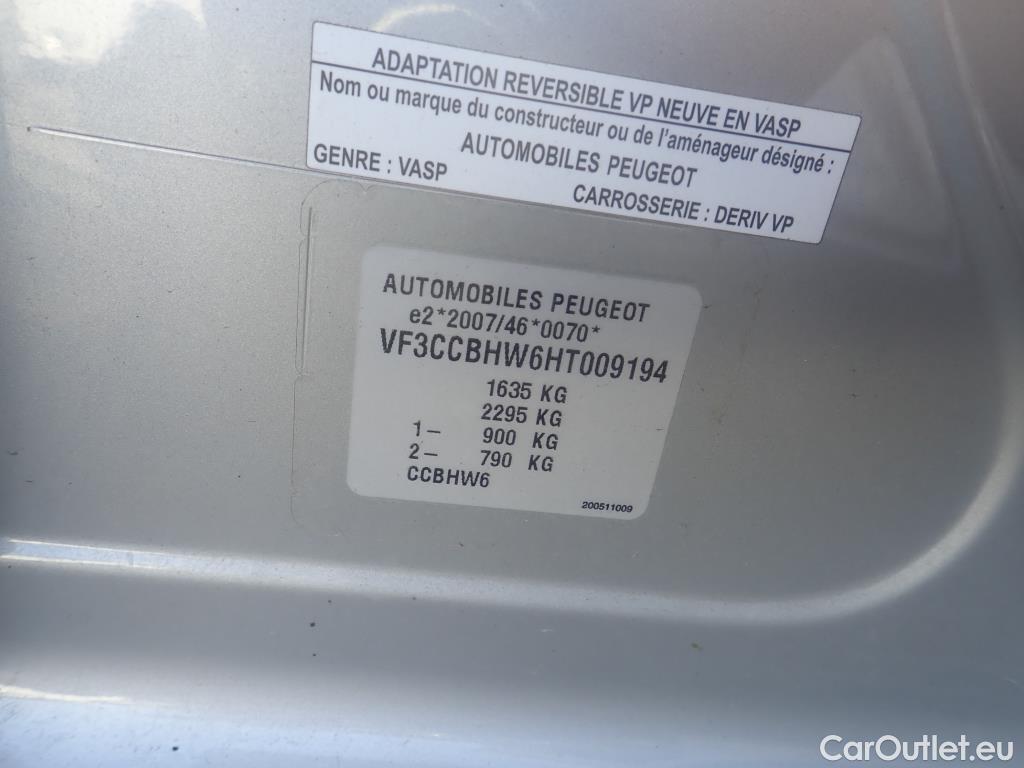 ADAPTATION REVERSIBLE VP NEUVE EN VASP
Nom ou marque du constructeur ou de l'aménageur désigné :
AUTOMOBILES PEUGEOT
GENRE : VASP
CARROSSERIE : DERIV VP
AUTOMOBILES PEUGEOT
e2*2007/46*0070*
VF3CCBHW6HT009194
1635 KG
2295 KG
1– 900 KG
2– 790 KG
CCBHW6
200511009
CarOutlet.eu